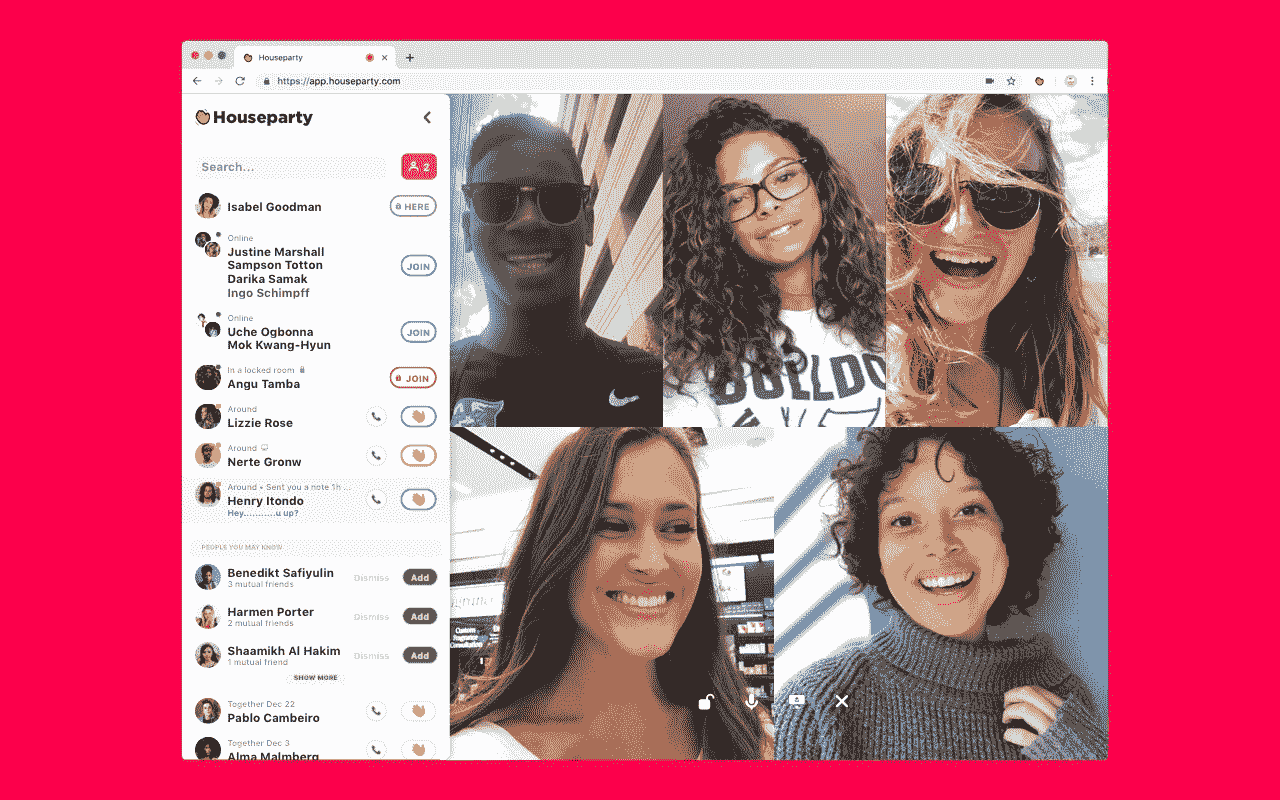 Houseparty
https://app.houseparty.com
Houseparty
Search...
2
Isabel Goodman
HERE
Online
Justine Marshall
Sampson Totton
Darika Samak
Ingo Schimpff
JOIN
Online
Uche Ogbonna
Mok Kwang-Hyun
JOIN
In a locked room
Angu Tamba
JOIN
Around
Lizzie Rose
Around
Nerte Gronw
Around • Sent you a note 1h ...
Henry Itondo
Hey...........u up?
PEOPLE YOU MAY KNOW
Benedikt Safiyulin
3 mutual friends
Dismiss
Add
Harmen Porter
2 mutual friends
Dismiss
Add
Shaamikh Al Hakim
1 mutual friend
Dismiss
Add
SHOW MORE
Together Dec 22
Pablo Cambeiro
Together Dec 3
Alma Malmberg
BULLDO
Custom
Fragrance